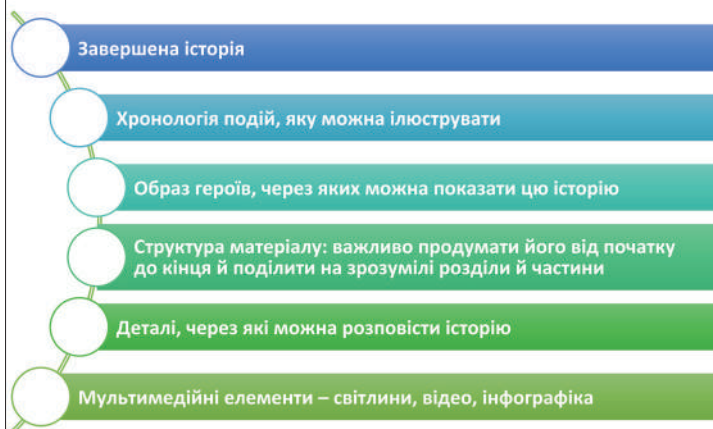 Завершена історія
Хронологія подій, яку можна ілюструвати
Образ героїв, через яких можна показати цю історію
Структура матеріалу: важливо продумати його від початку
до кінця й поділити на зрозумілі розділи й частини
Деталі, через які можна розповісти історію
Мультимедійні елементи – світлини, відео, інфографіка